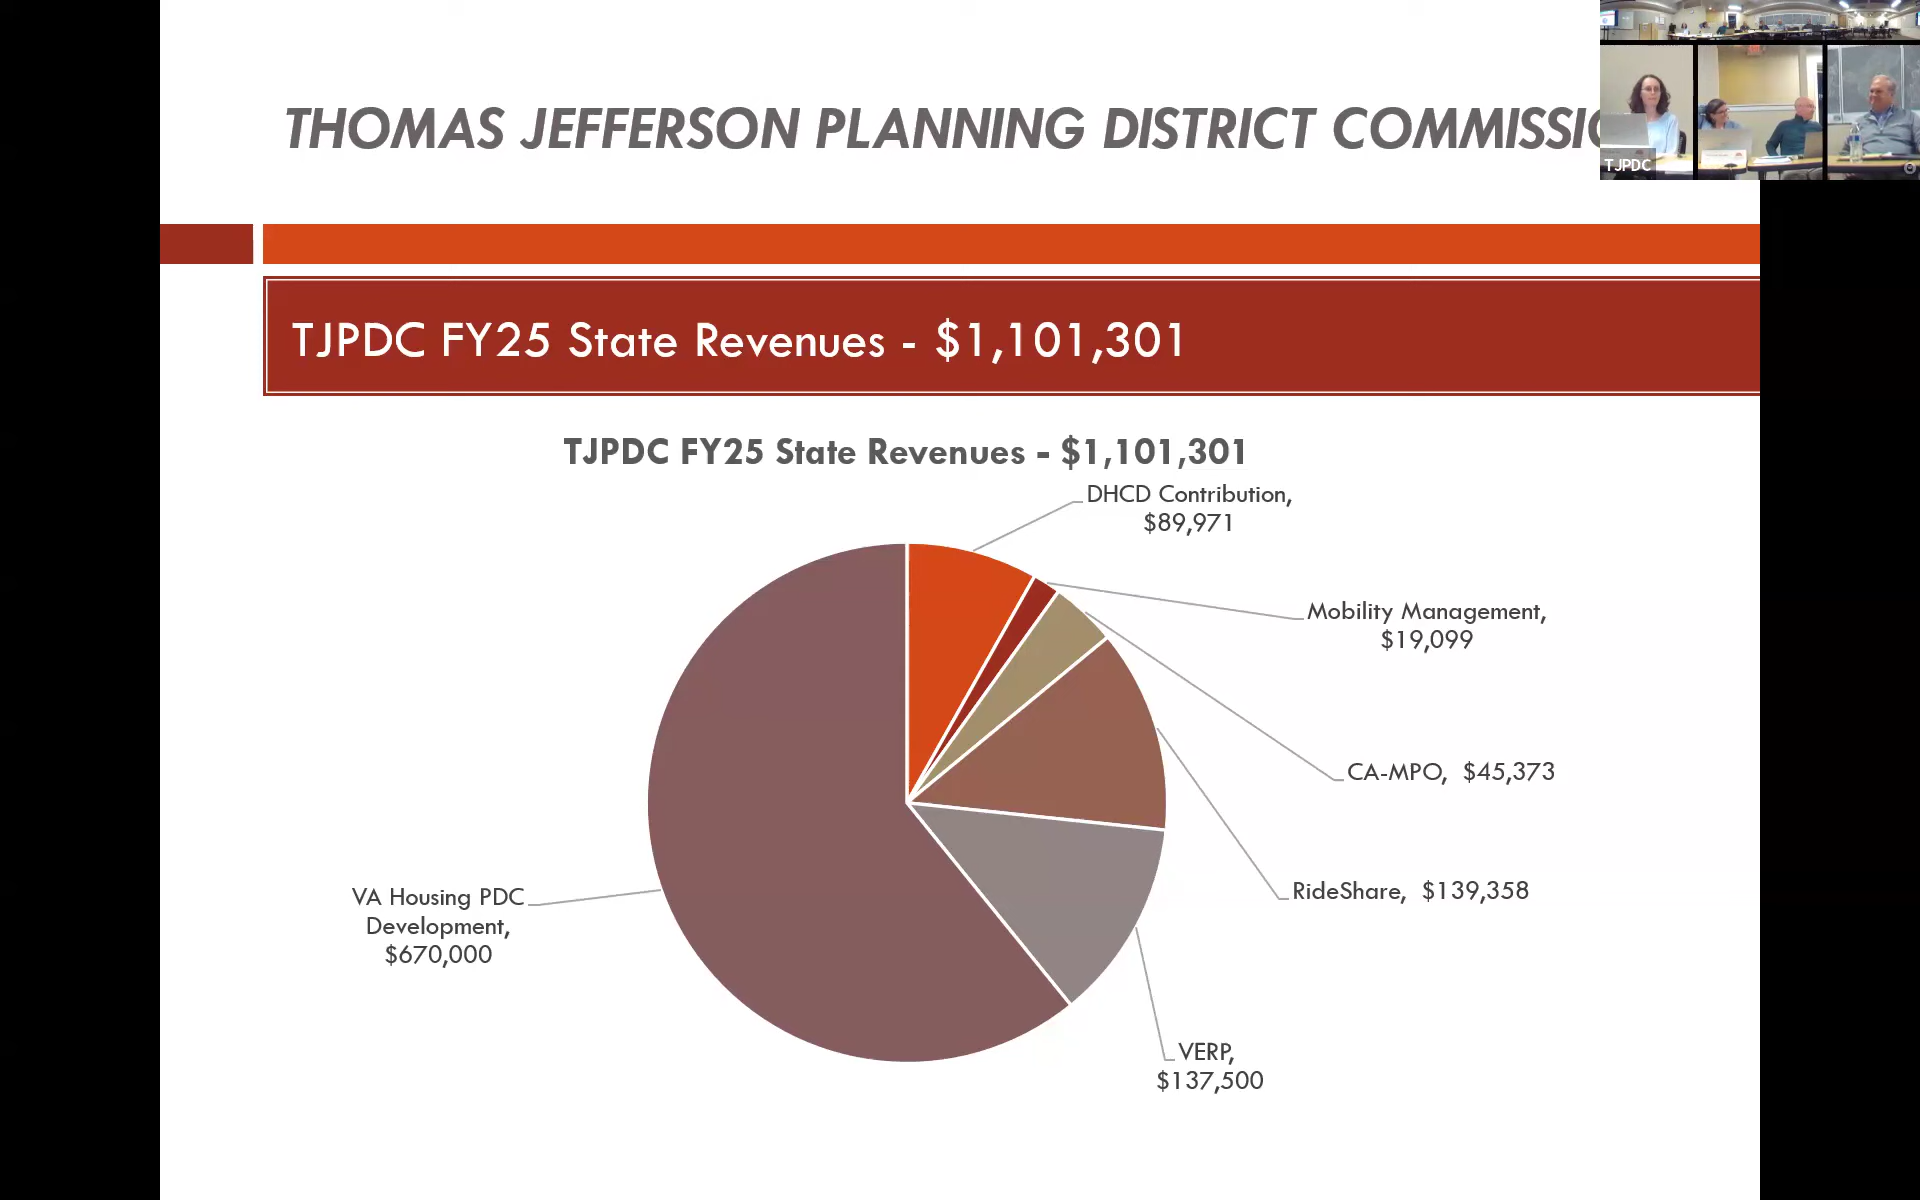 THOMAS JEFFERSON PLANNING DISTRICT COMMISSIO
TJPDC
TJPDC FY25 State Revenues - $1,101,301
TJPDC FY25 State Revenues - $1,101,301
DHCD Contribution,
$89,971
Mobility Management,
$19,099
CA-MPO, $45,373
RideShare, $139,358
VA Housing PDC
Development,
$670,000
VERP,
$137,500